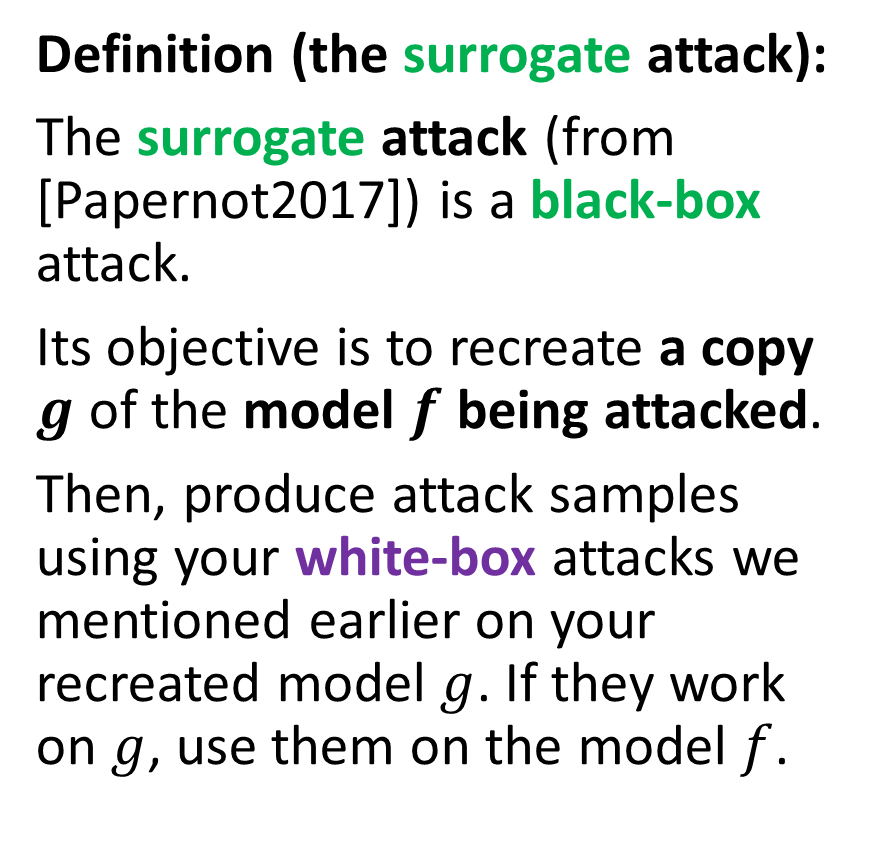 Definition (the surrogate attack):
The surrogate attack (from
[Papernot2017]) is a black-box
attack.
Its objective is to recreate a copy
𝒈 of the model 𝒇 being attacked.
Then, produce attack samples
using your white-box attacks we
mentioned earlier on your
recreated model 𝑔. If they work
on 𝑔, use them on the model 𝑓.